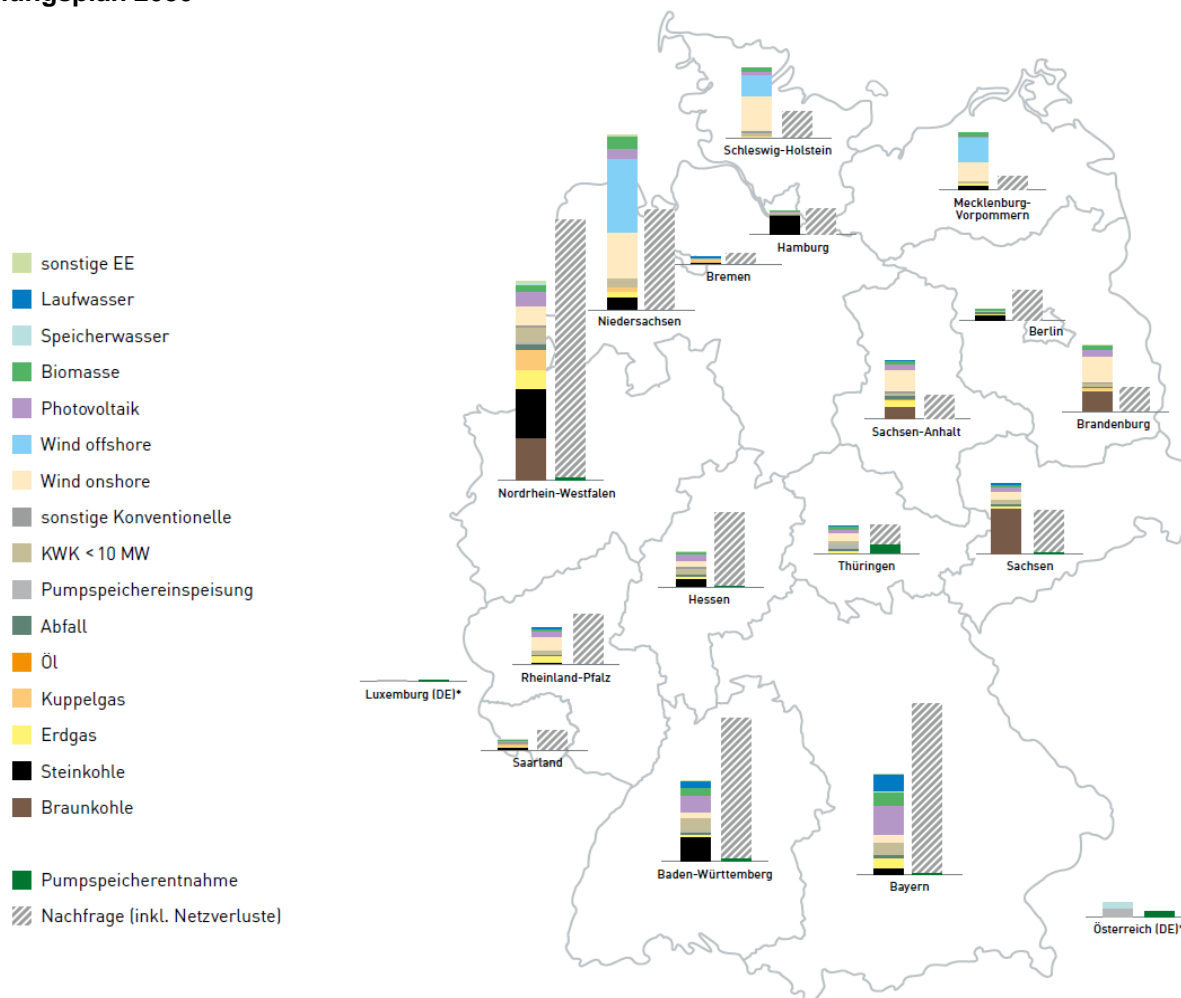 sonstige EE
Laufwasser
Speicherwasser
Biomasse
Photovoltaik
Wind offshore
Wind onshore
sonstige Konventionelle
KWK < 10 MW
Pumpspeichereinspeisung
Abfall
Öl
Kuppelgas
Erdgas
Steinkohle
Braunkohle
Pumpspeicherentnahme
Nachfrage (inkl. Netzverluste)
Schleswig-Holstein
Mecklenburg-
Vorpommern
Hamburg
Bremen
Niedersachsen
Berlin
Brandenburg
Sachsen-Anhalt
Nordrhein-Westfalen
Thüringen
Sachsen
Hessen
Rheinland-Pfalz
Luxemburg (DE)*
Saarland
Baden-Württemberg
Bayern
Österreich (DE)*